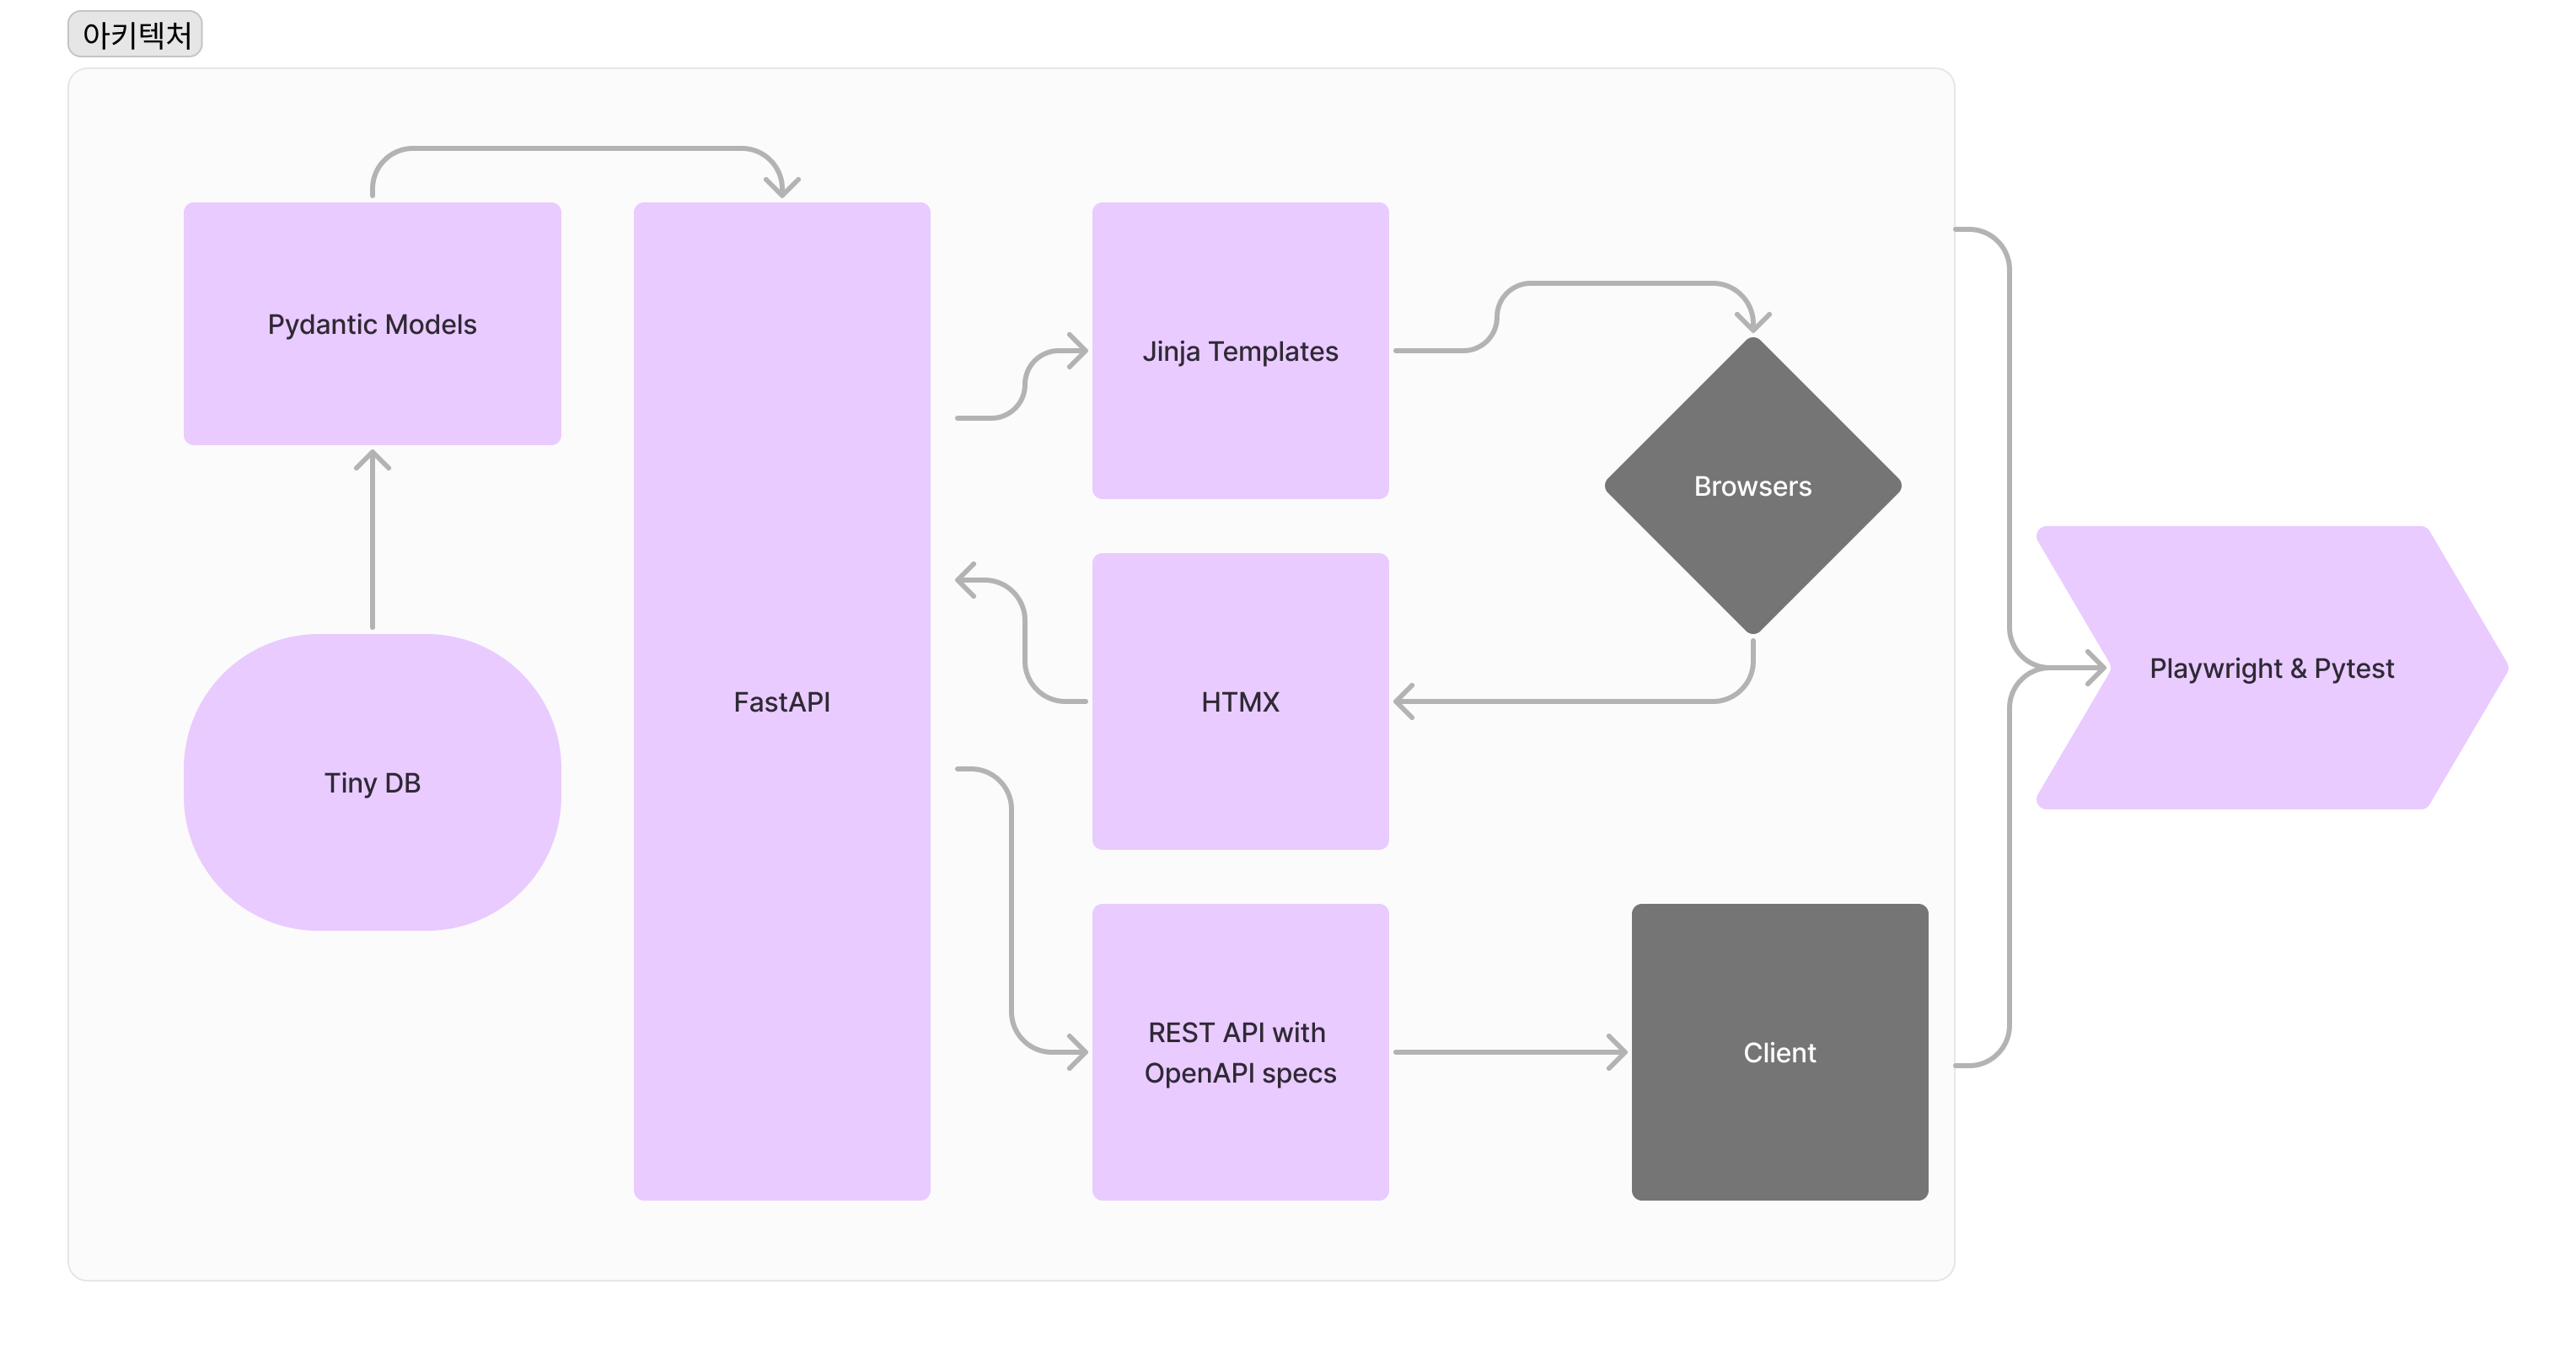 아키텍처
Pydantic Models
Jinja Templates
Browsers
Playwright & Pytest
FastAPI
HTMX
Tiny DB
REST API with
OpenAPI specs
Client